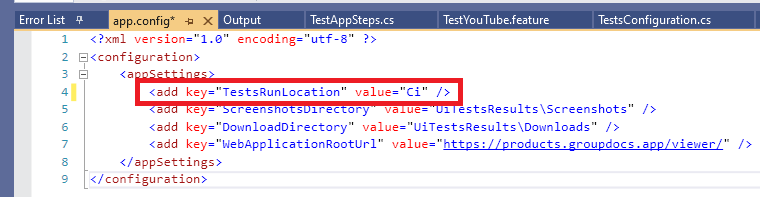 Error List app.config* Output TestAppSteps.cs TestYouTube.feature TestsConfiguration.cs
1 <?xml version="1.0" encoding="utf-8" ?>
2 <configuration>
3 <appSettings>
4 <add key="TestsRunLocation" value="Ci" />
5 <add key="ScreenshotsDirectory" value="UiTestsResults\Screenshots" />
6 <add key="DownloadDirectory" value="UiTestsResults\Downloads" />
7 <add key="WebApplicationRootUrl" value="https://products.groupdocs.app/viewer/" />
8 </appSettings>
9 </configuration>